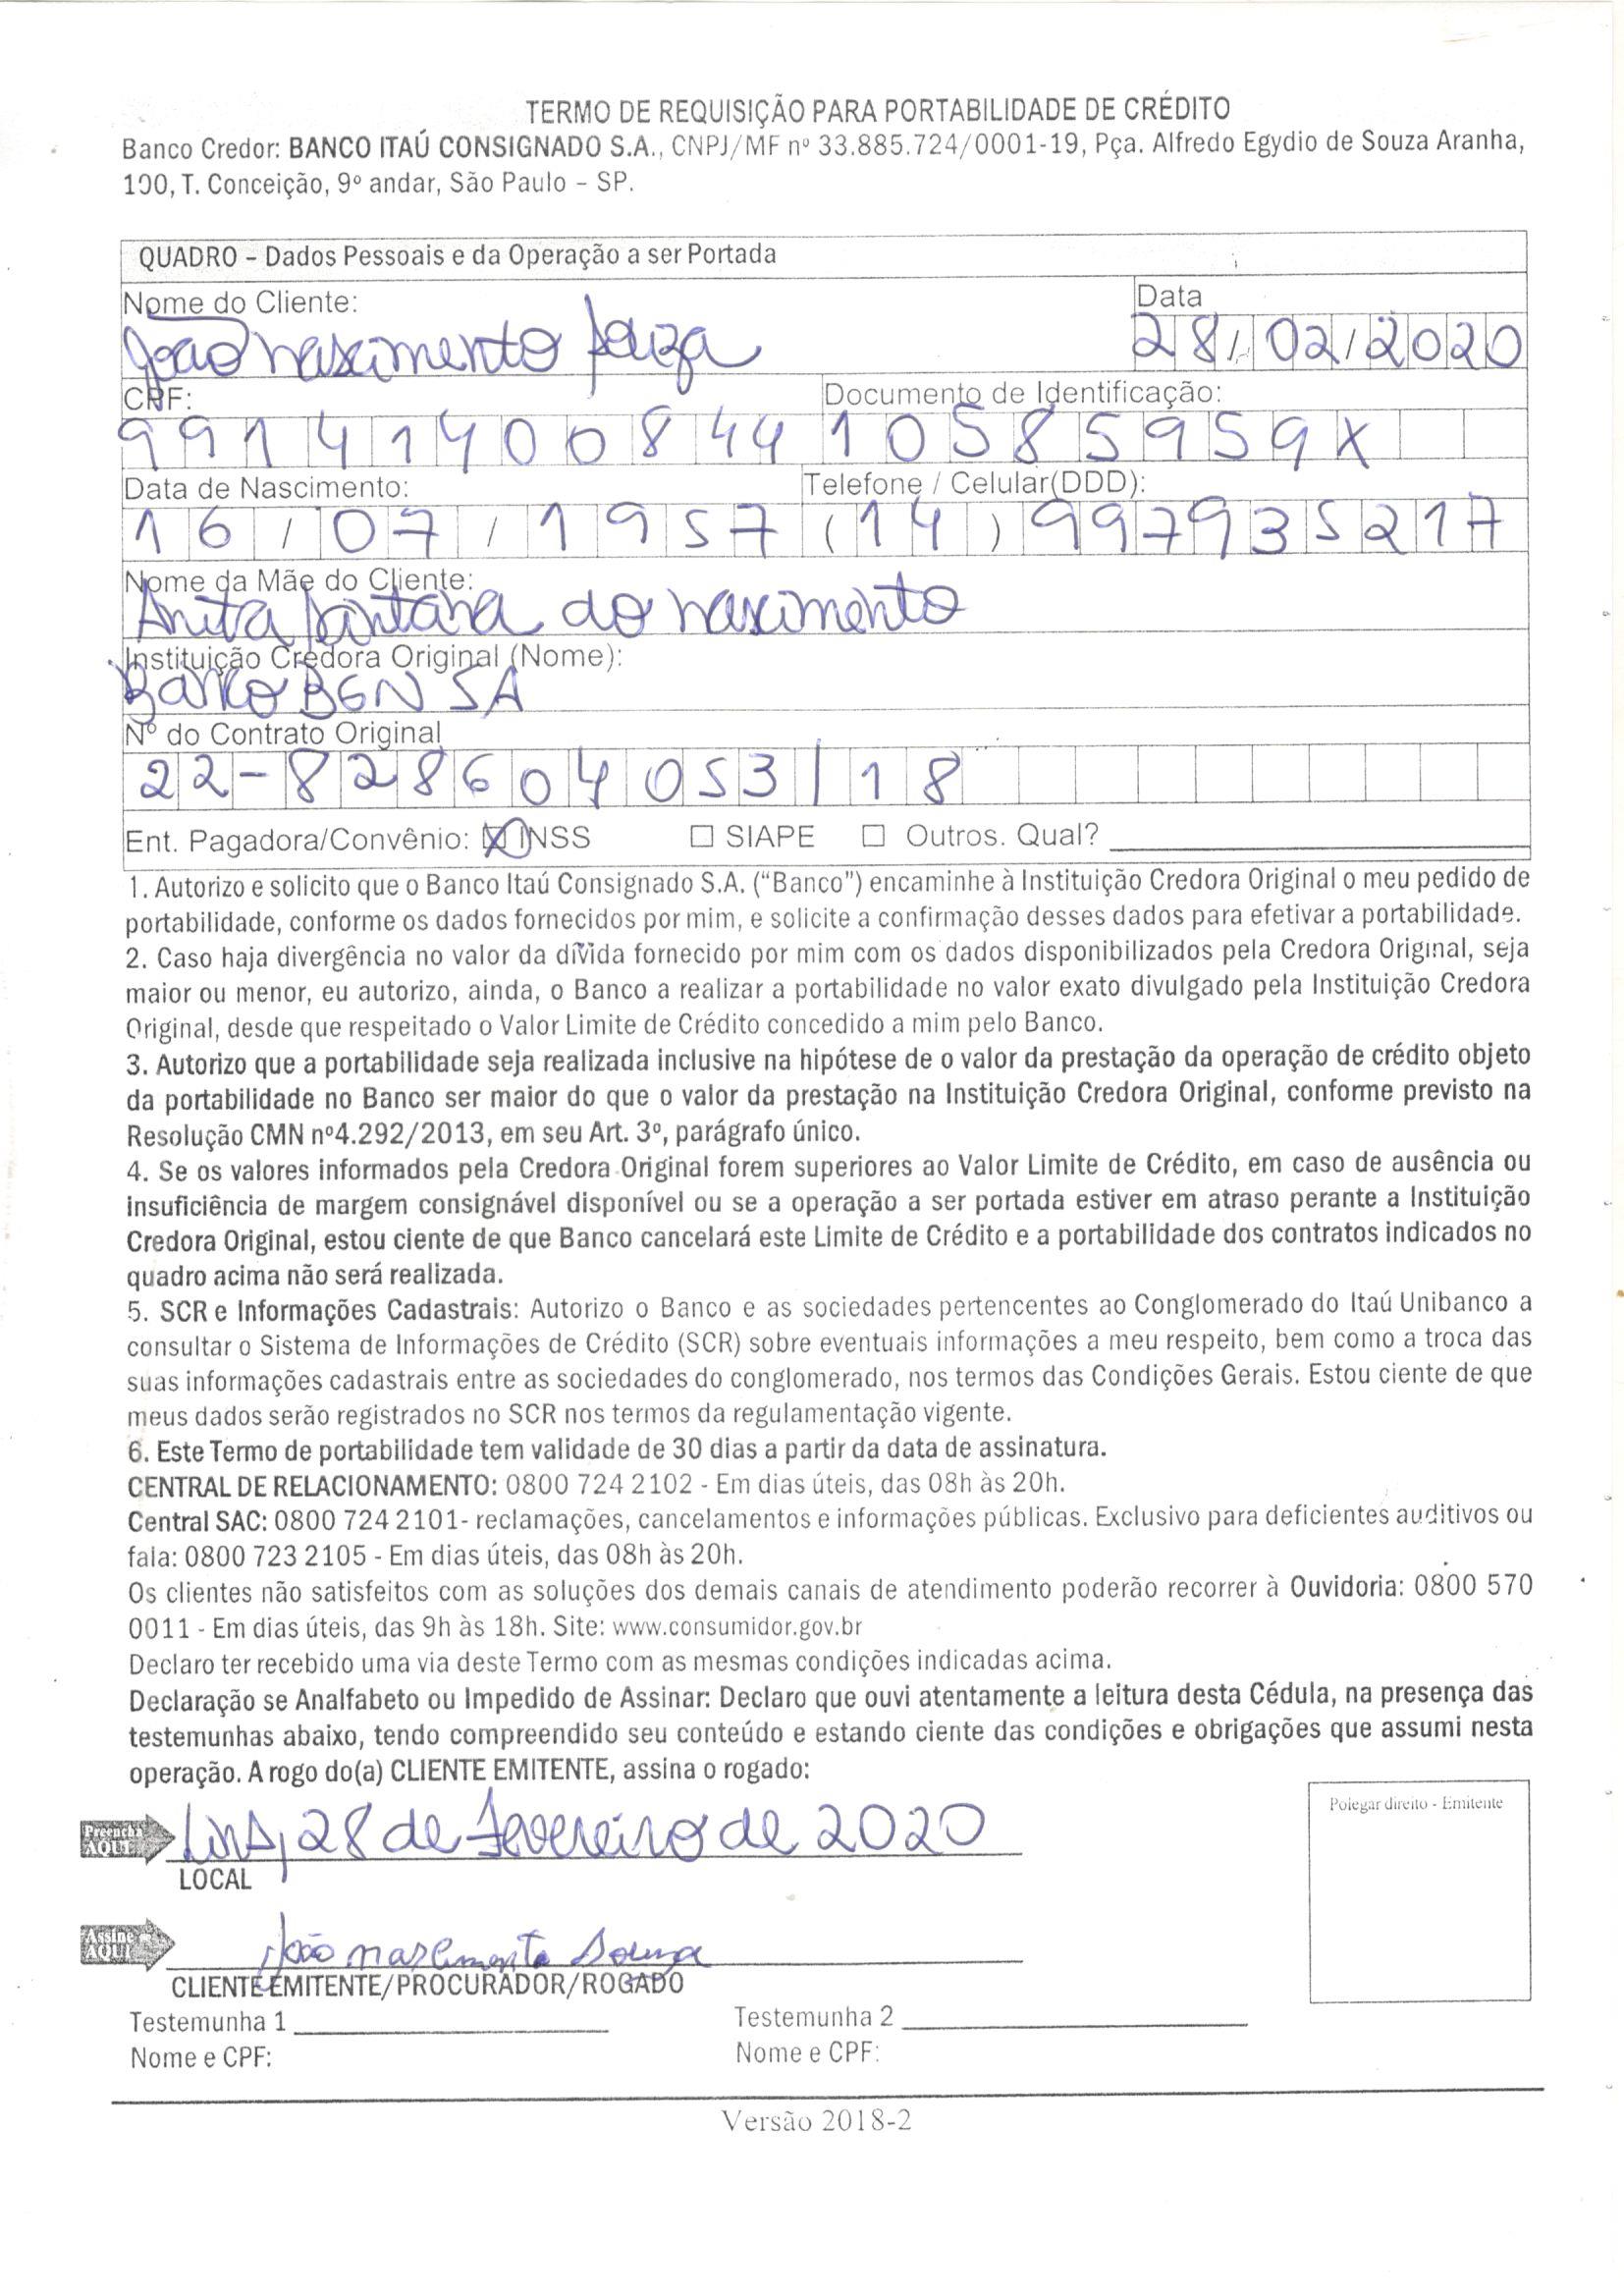 TERMO DE REQUISIÇÃO PARA PORTABILIDADE DE CRÉDITO
Banco Credor: BANCO ITAÚ CONSIGNADO S.A., CNPJ/MF nº 33.885.724/0001-19, Pça. Alfredo Egydio de Souza Aranha,
100, T. Conceição, 9º andar, São Paulo – SP.
QUADRO – Dados Pessoais e da Operação a ser Portada
Nome do Cliente: Data
João nascimento Souza 28/02/2020
CPF: Documento de Identificação:
99141400844 10585959X
Data de Nascimento: Telefone / Celular(DDD):
16/07/1957 (14) 997935217
Nome da Mãe do Cliente:
Anita Santana do nascimento
Instituição Credora Original (Nome):
Banco BGN SA
Nº do Contrato Original
22-828604053/18
Ent. Pagadora/Convênio: ☒ INSS ☐ SIAPE ☐ Outros. Qual?
1. Autorizo e solicito que o Banco Itaú Consignado S.A. (“Banco”) encaminhe à Instituição Credora Original o meu pedido de
portabilidade, conforme os dados fornecidos por mim, e solicite a confirmação desses dados para efetivar a portabilidade.
2. Caso haja divergência no valor da dívida fornecido por mim com os dados disponibilizados pela Credora Original, seja
maior ou menor, eu autorizo, ainda, o Banco a realizar a portabilidade no valor exato divulgado pela Instituição Credora
Original, desde que respeitado o Valor Limite de Crédito concedido a mim pelo Banco.
3. Autorizo que a portabilidade seja realizada inclusive na hipótese de o valor da prestação da operação de crédito objeto
da portabilidade no Banco ser maior do que o valor da prestação na Instituição Credora Original, conforme previsto na
Resolução CMN nº4.292/2013, em seu Art. 3º, parágrafo único.
4. Se os valores informados pela Credora Original forem superiores ao Valor Limite de Crédito, em caso de ausência ou
insuficiência de margem consignável disponível ou se a operação a ser portada estiver em atraso perante a Instituição
Credora Original, estou ciente de que Banco cancelará este Limite de Crédito e a portabilidade dos contratos indicados no
quadro acima não será realizada.
5. SCR e Informações Cadastrais: Autorizo o Banco e as sociedades pertencentes ao Conglomerado do Itaú Unibanco a
consultar o Sistema de Informações de Crédito (SCR) sobre eventuais informações a meu respeito, bem como a troca das
suas informações cadastrais entre as sociedades do conglomerado, nos termos das Condições Gerais. Estou ciente de que
meus dados serão registrados no SCR nos termos da regulamentação vigente.
6. Este Termo de portabilidade tem validade de 30 dias a partir da data de assinatura.
CENTRAL DE RELACIONAMENTO: 0800 724 2102 - Em dias úteis, das 08h às 20h.
Central SAC: 0800 724 2101- reclamações, cancelamentos e informações públicas. Exclusivo para deficientes auditivos ou
fala: 0800 723 2105 - Em dias úteis, das 08h às 20h.
Os clientes não satisfeitos com as soluções dos demais canais de atendimento poderão recorrer à Ouvidoria: 0800 570
0011 - Em dias úteis, das 9h às 18h. Site: www.consumidor.gov.br
Declaro ter recebido uma via deste Termo com as mesmas condições indicadas acima.
Declaração se Analfabeto ou Impedido de Assinar: Declaro que ouvi atentamente a leitura desta Cédula, na presença das
testemunhas abaixo, tendo compreendido seu conteúdo e estando ciente das condições e obrigações que assumi nesta
operação. A rogo do(a) CLIENTE EMITENTE, assina o rogado:
Polegar direito - Emitente
Preencha
AQUI
Lins, 28 de fevereiro de 2020
LOCAL
Assine
AQUI
João nascimento Souza
CLIENTE EMITENTE/PROCURADOR/ROGADO
Testemunha 1 Testemunha 2
Nome e CPF: Nome e CPF:
Versão 2018-2